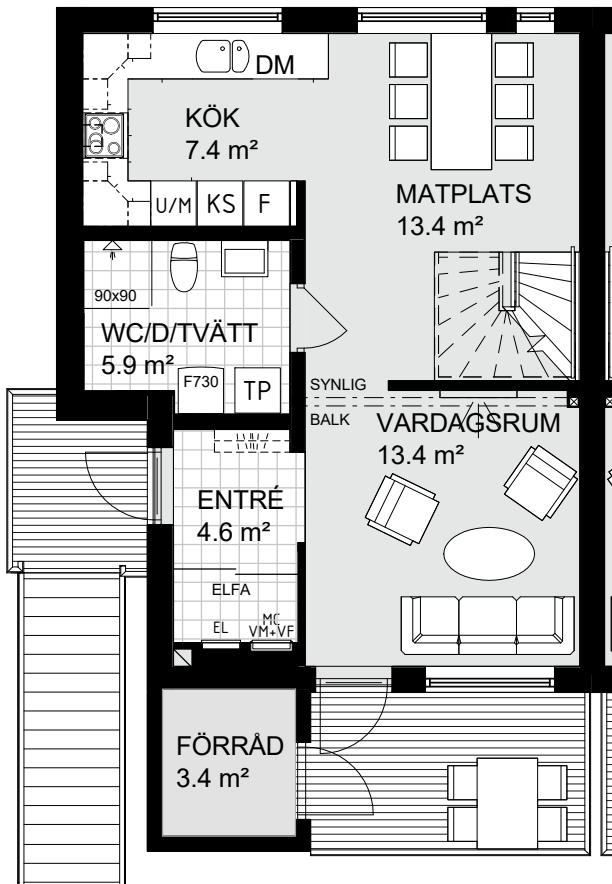 DM
KÖK
7.4 m²
U/M
KS
F
MATPLATS
13.4 m²
90x90
WC/D/TVÄTT
5.9 m²
F730
TP
SYNLIG
BALK
VARDAGSRUM
13.4 m²
ENTRÉ
4.6 m²
ELFA
EL
MC
VM+VF
FÖRRÅD
3.4 m²